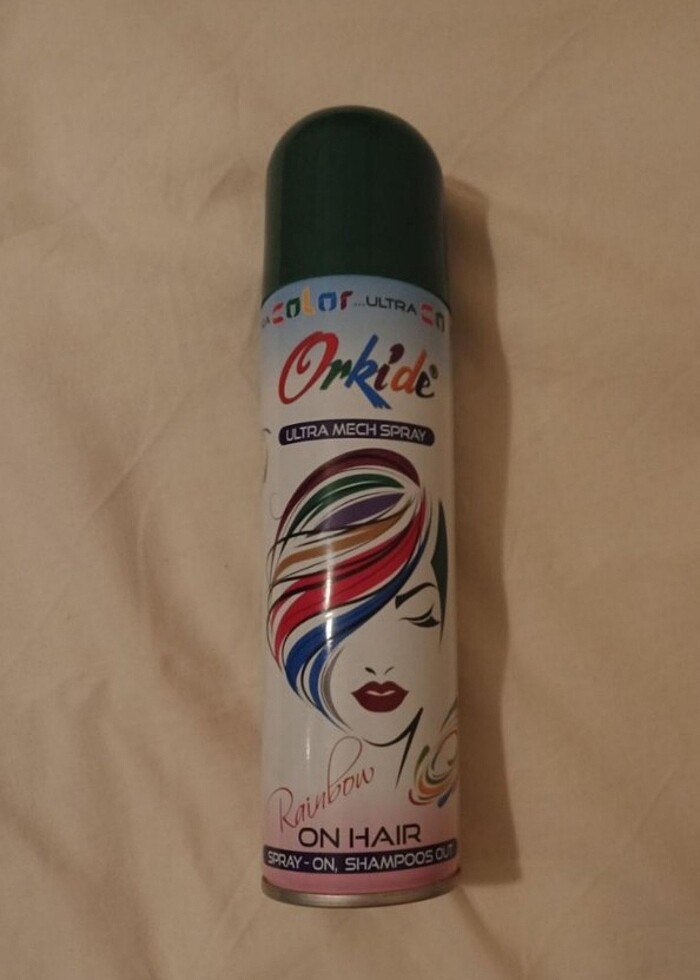 color...ULTRA
Orkide®
ULTRA MECH SPRAY
Rainbow
ON HAIR
SPRAY-ON, SHAMPOOS OUT